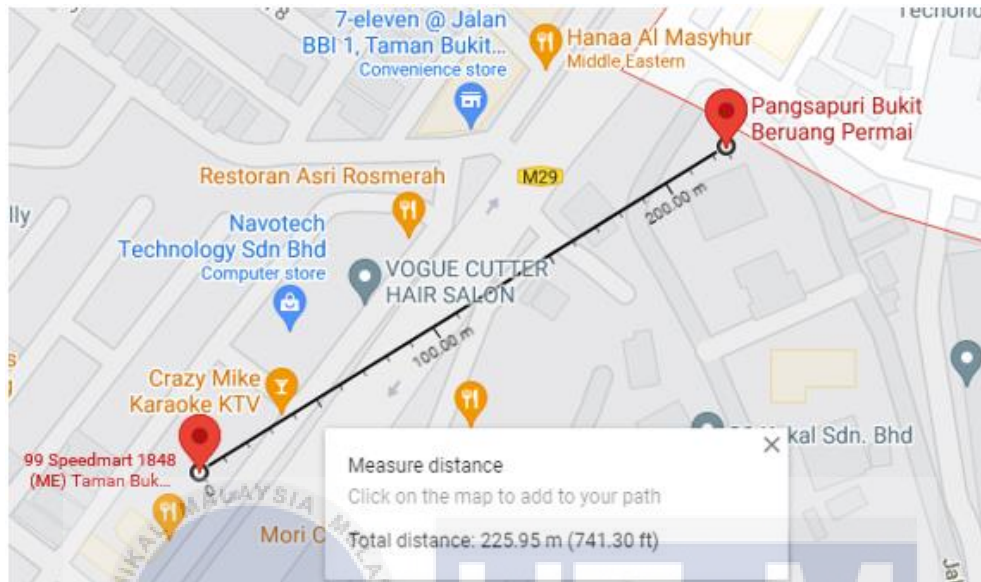 7-eleven @ Jalan
BBI 1, Taman Bukit...
Convenience store
Hanaa Al Masyhur
Middle Eastern
Pangsapuri Bukit
Beruang Permai
M29
200.00 m
Restoran Asri Rosmerah
Navotech
Technology Sdn Bhd
Computer store
VOGUE CUTTER
HAIR SALON
100.00 m
Crazy Mike
Karaoke KTV
99 Speedmart 1848
(ME) Taman Buk...
0
kal Sdn. Bhd
Measure distance
Click on the map to add to your path
Total distance: 225.95 m (741.30 ft)
Mori C
MALAYSIA